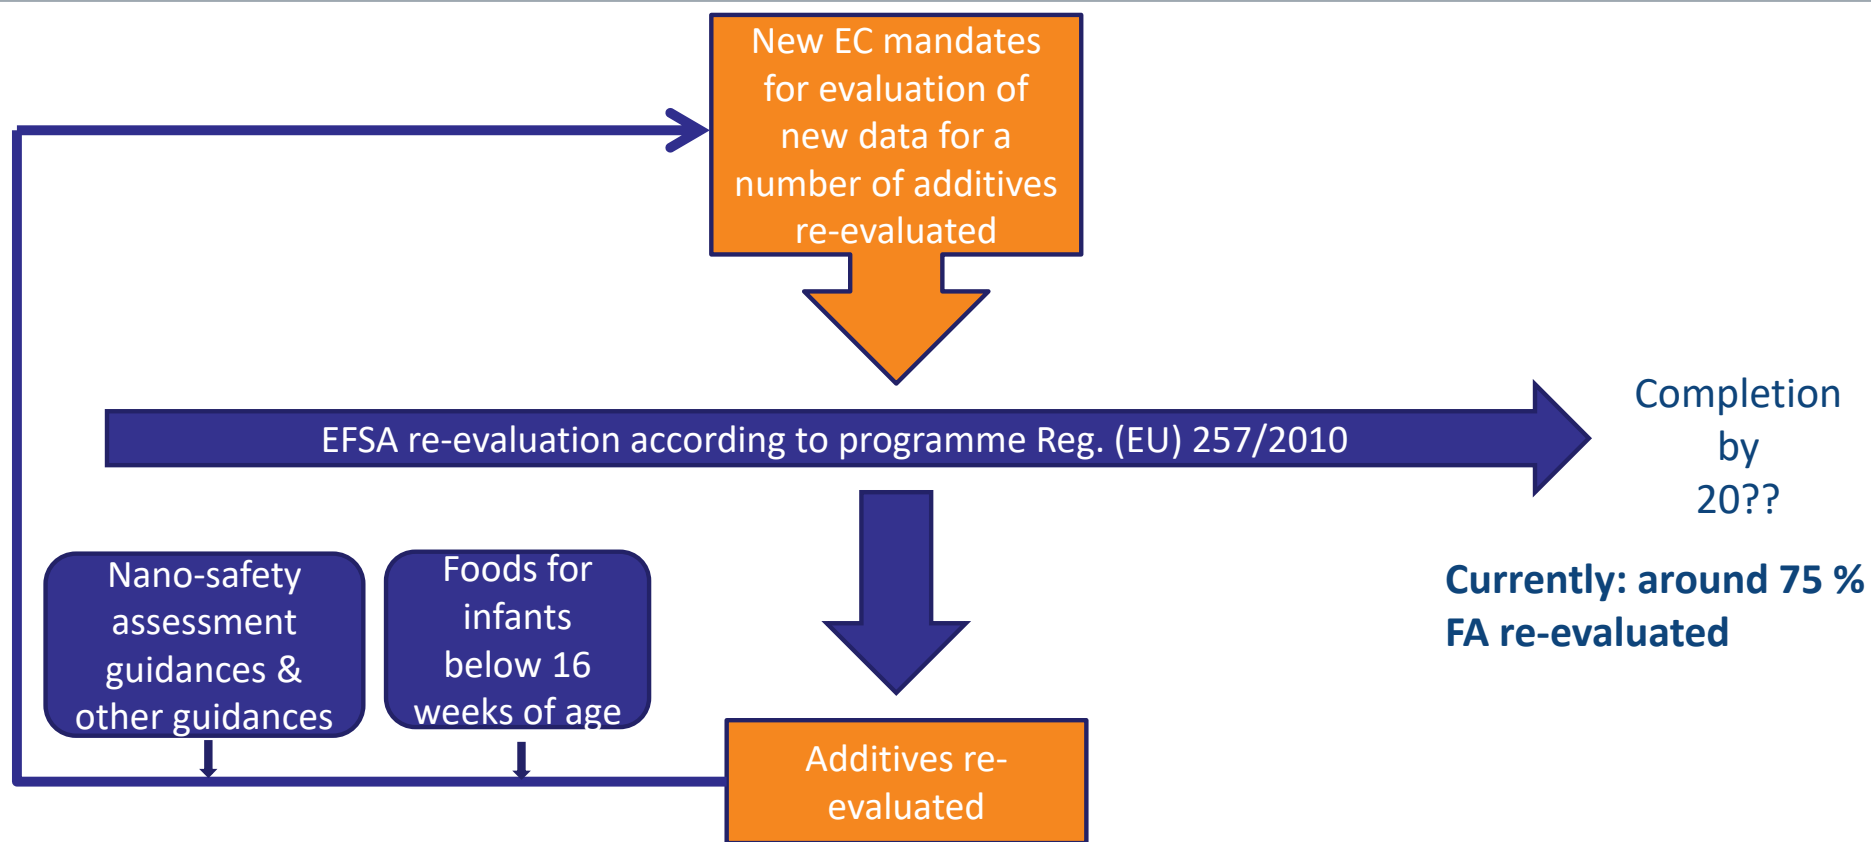 New EC mandates
for evaluation of
new data for a
number of additives
re-evaluated
EFSA re-evaluation according to programme Reg. (EU) 257/2010
Completion
by
20??
Currently: around 75 %
FA re-evaluated
Nano-safety
assessment
guidances &
other guidances
Foods for
infants
below 16
weeks of age
Additives re-
evaluated